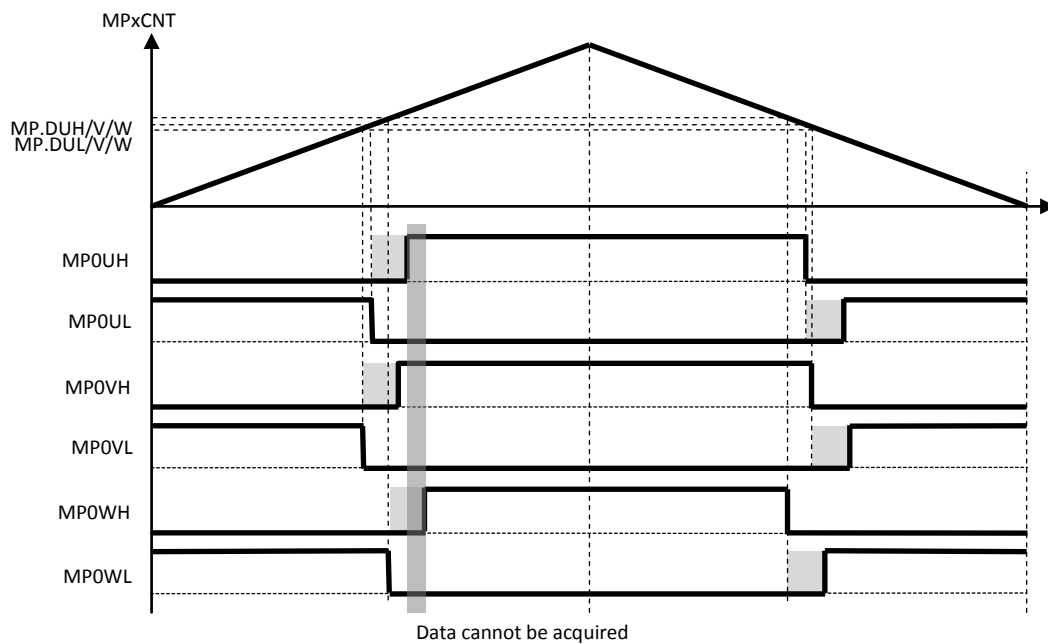 MPxCNT
MP.DUH/V/W
MP.DUL/V/W
MP0UH
MP0UL
MP0VH
MP0VL
MP0WH
MP0WL
Data cannot be acquired